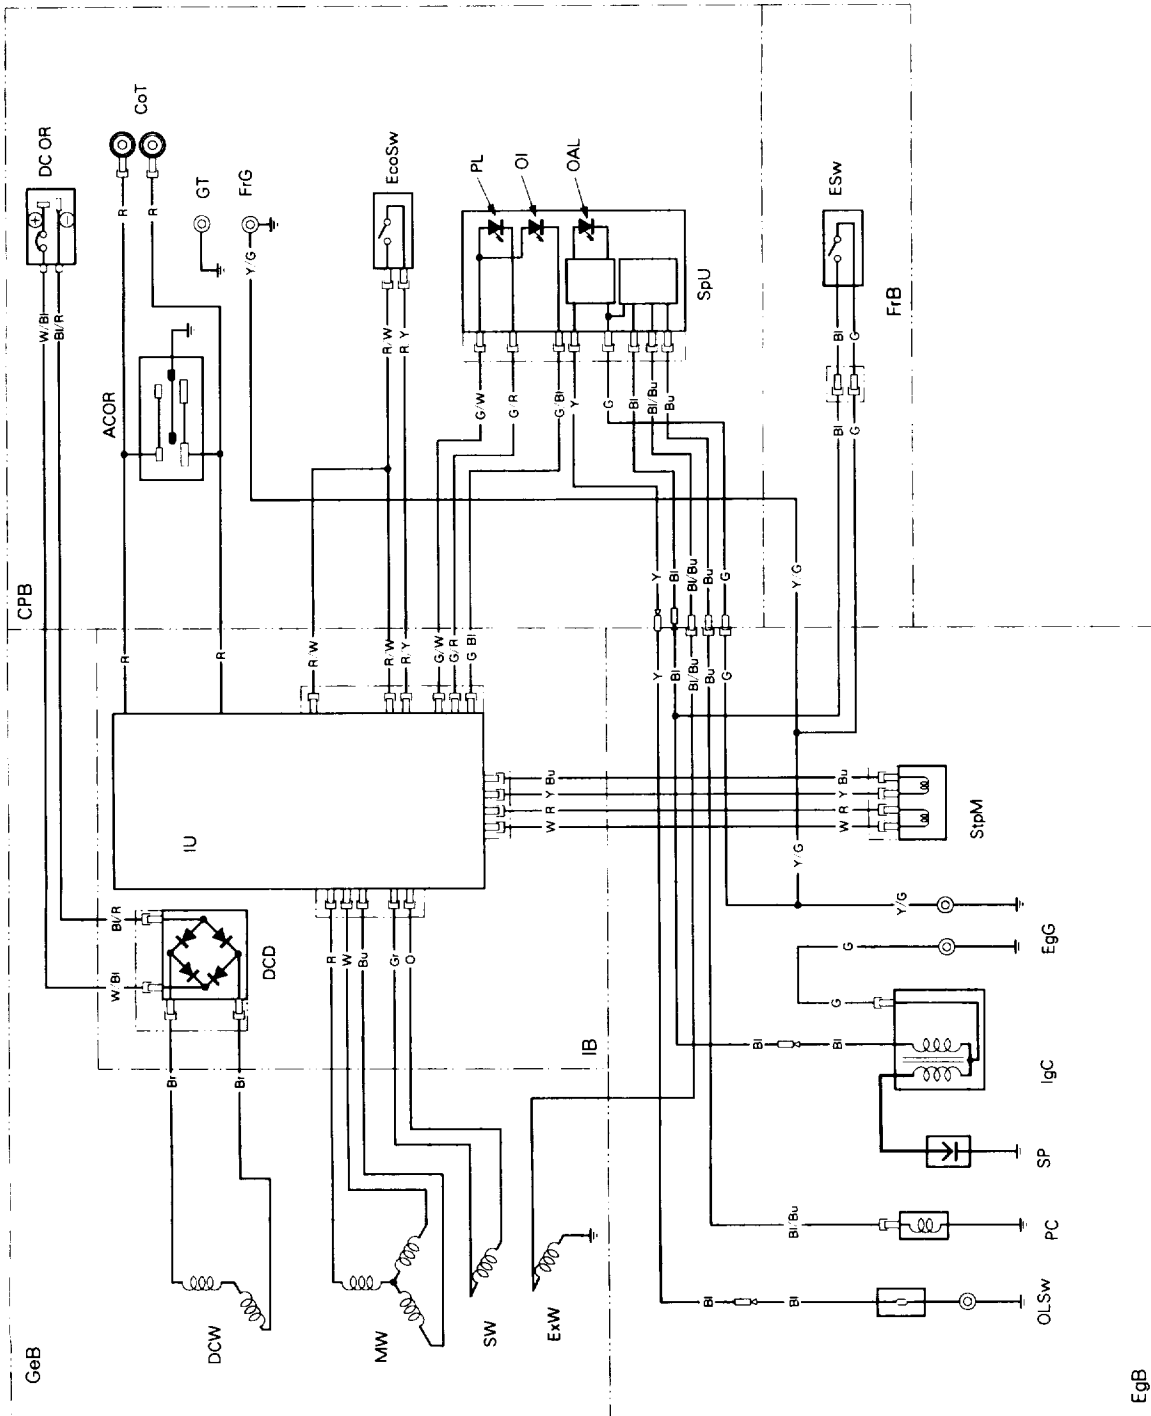 GeB
CPB
DC OR
W/Bl
Bl/R
CoT
R
R
R
R
ACOR
GT
FrG
Y/G
EcoSw
R/W
R/Y
R/W
R/W
R/Y
PL
OI
OAL
SpU
G/W
G/R
G/Bl
Y
G
Bl
Bl/Bu
Bu
G/W
G/R
G Bl
ESw
FrB
Bl
G
Bl
G
Y
Bl
Bl/Bu
Bu
G
Y/G
Y
Bl
Bl/Bu
Bu
G
IU
Bl/R
W/Bl
DCD
Br
Br
DCW
R
W
Bu
Gr
O
IB
MW
SW
ExW
Bu
Y
R
W
Bu
Y
R
W
StpM
Y/G
Y/G
G
G
EgG
Bl
Bl
IgC
SP
Bl/Bu
PC
Bl
Bl
OLSw
EgB